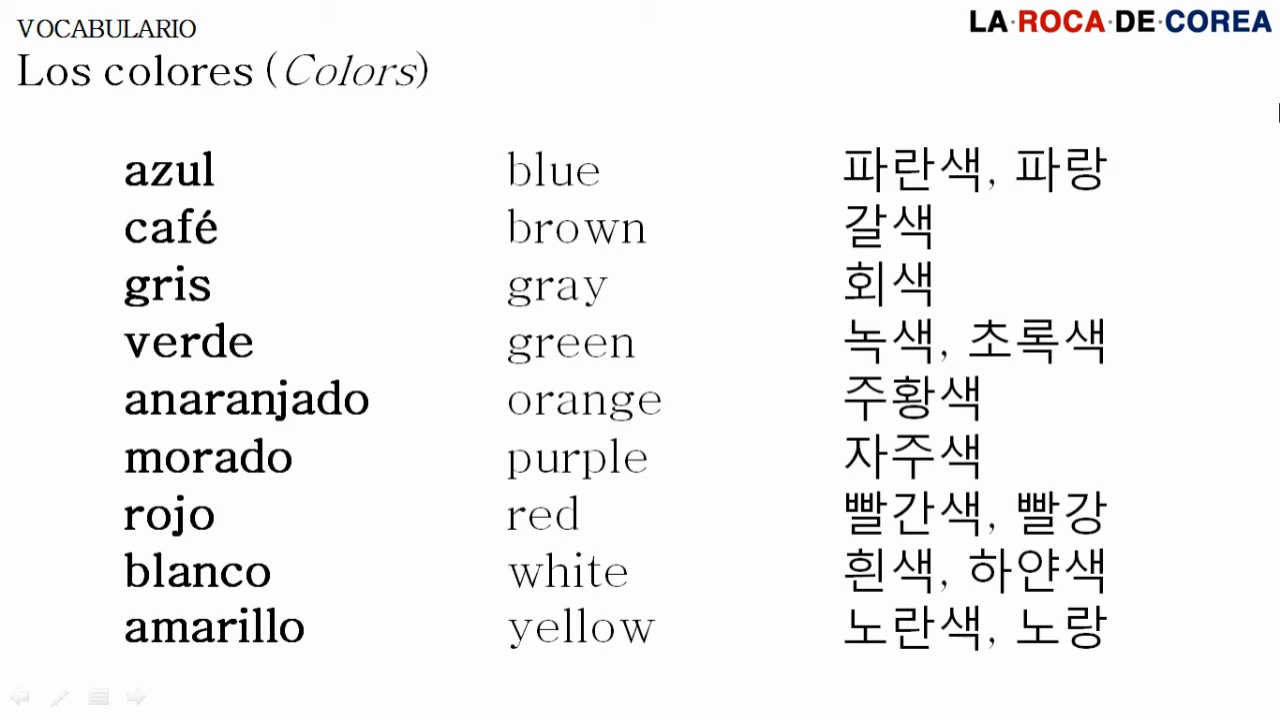 VOCABULARIO
LA·ROCA·DE·COREA
Los colores (Colors)
azul blue 파란색, 파랑
café brown 갈색
gris gray 회색
verde green 녹색, 초록색
anaranjado orange 주황색
morado purple 자주색
rojo red 빨간색, 빨강
blanco white 흰색, 하얀색
amarillo yellow 노란색, 노랑